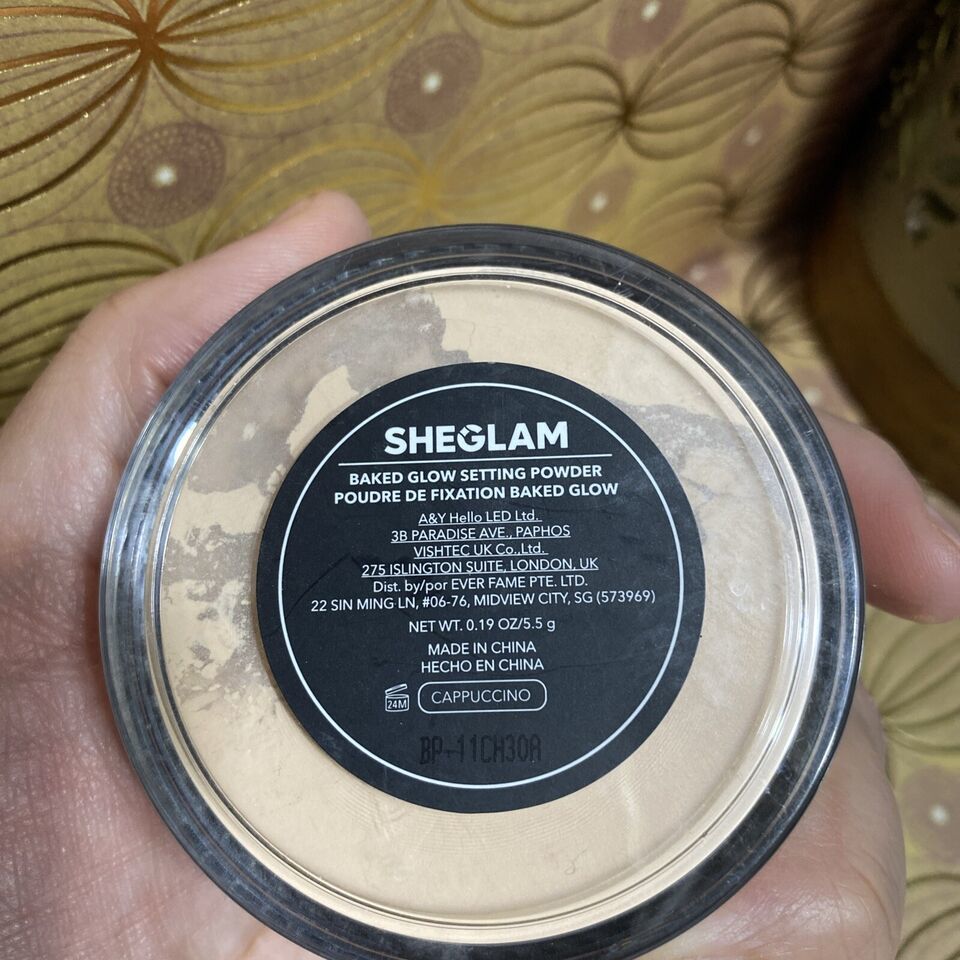 SHEGLAM
BAKED GLOW SETTING POWDER
POUDRE DE FIXATION BAKED GLOW
A&Y Hello LED Ltd.
3B PARADISE AVE., PAPHOS
VISHTEC UK Co.,Ltd.
275 ISLINGTON SUITE, LONDON, UK
Dist. by/por EVER FAME PTE. LTD.
22 SIN MING LN, #06-76, MIDVIEW CITY, SG (573969)
NET WT. 0.19 OZ/5.5 g
MADE IN CHINA
HECHO EN CHINA
24M CAPPUCCINO
BP-11CH30A